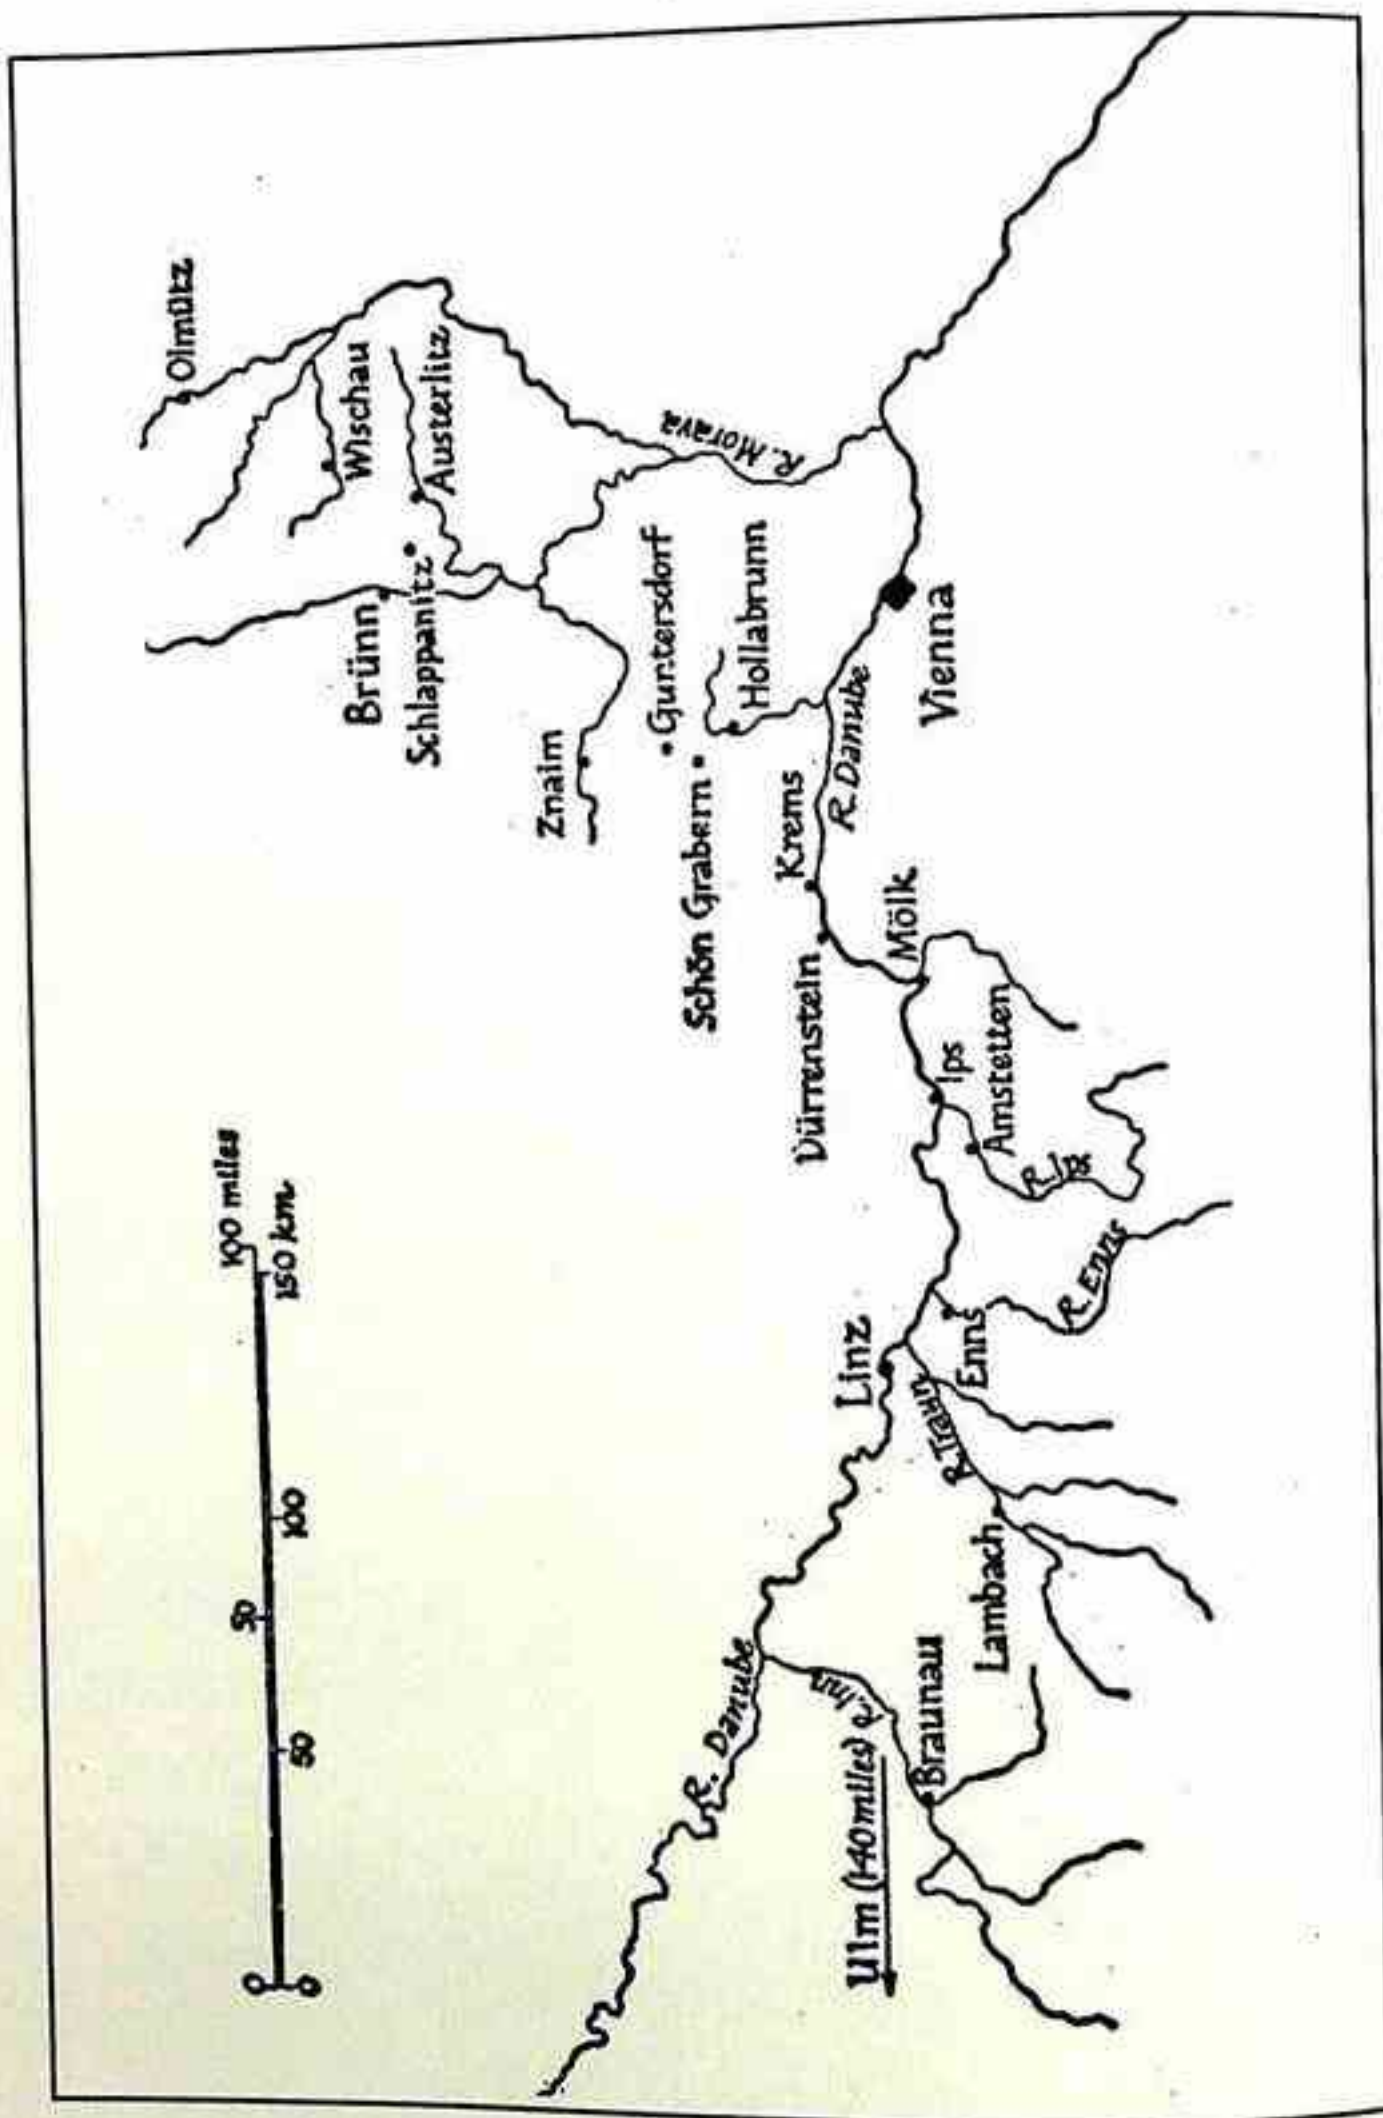 100 miles
0 50
0 50 100 150 km
Olmütz
Wischau
Austerlitz
Brünn
Schlappanitz
Znaim
Guntersdorf
Schön Grabern
Hollabrunn
R. Morava
Krems
R. Danube
Vienna
Dürrenstein
Mölk
Ips
Amstetten
R. Ips
Linz
Enns
R. Enns
R. Traun
Lambach
R. Danube
R. Inn
Braunau
Ulm (140 miles)